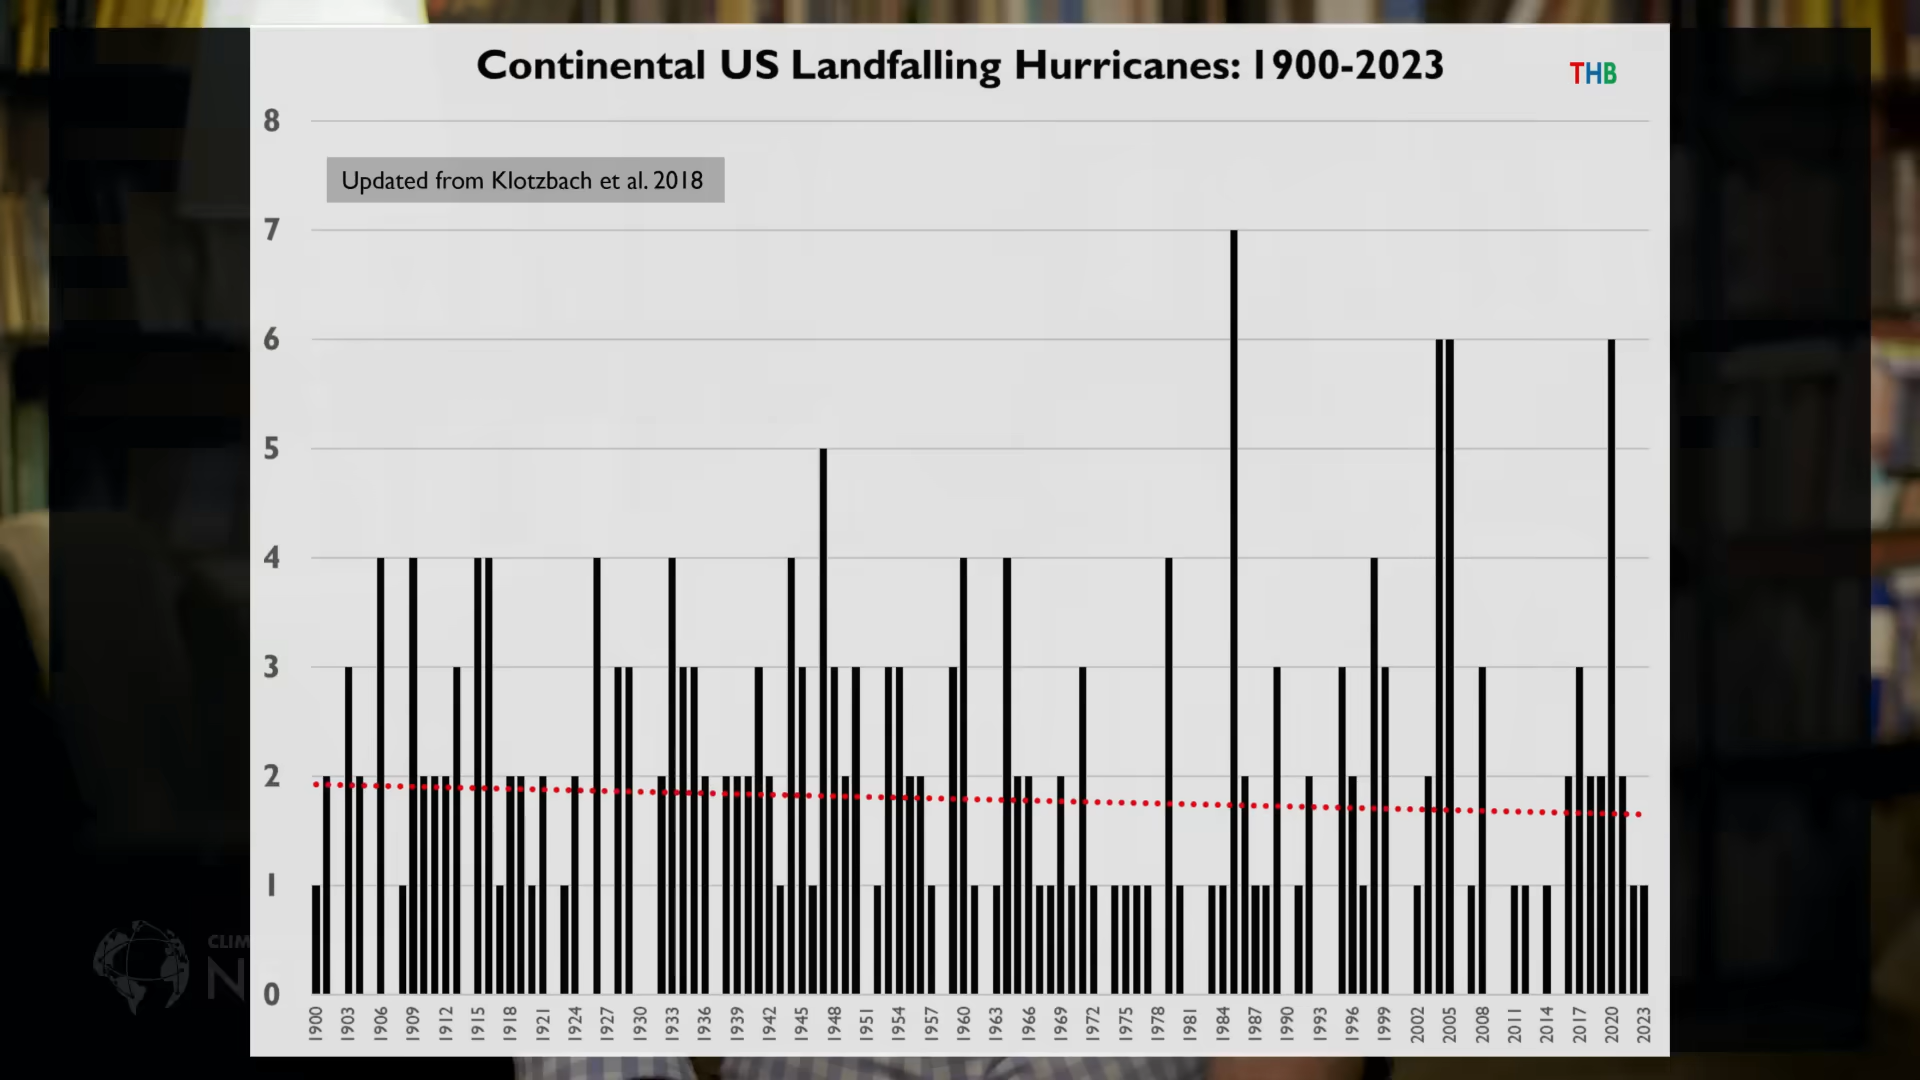 Continental US Landfalling Hurricanes: 1900-2023
THB
8
Updated from Klotzbach et al. 2018
7
6
5
4
3
2
1
0
CLIM
N
1900 1903 1906 1909 1912 1915 1918 1921 1924 1927 1930 1933 1936 1939 1942 1945 1948 1951 1954 1957 1960 1963 1966 1969 1972 1975 1978 1981 1984 1987 1990 1993 1996 1999 2002 2005 2008 2011 2014 2017 2020 2023